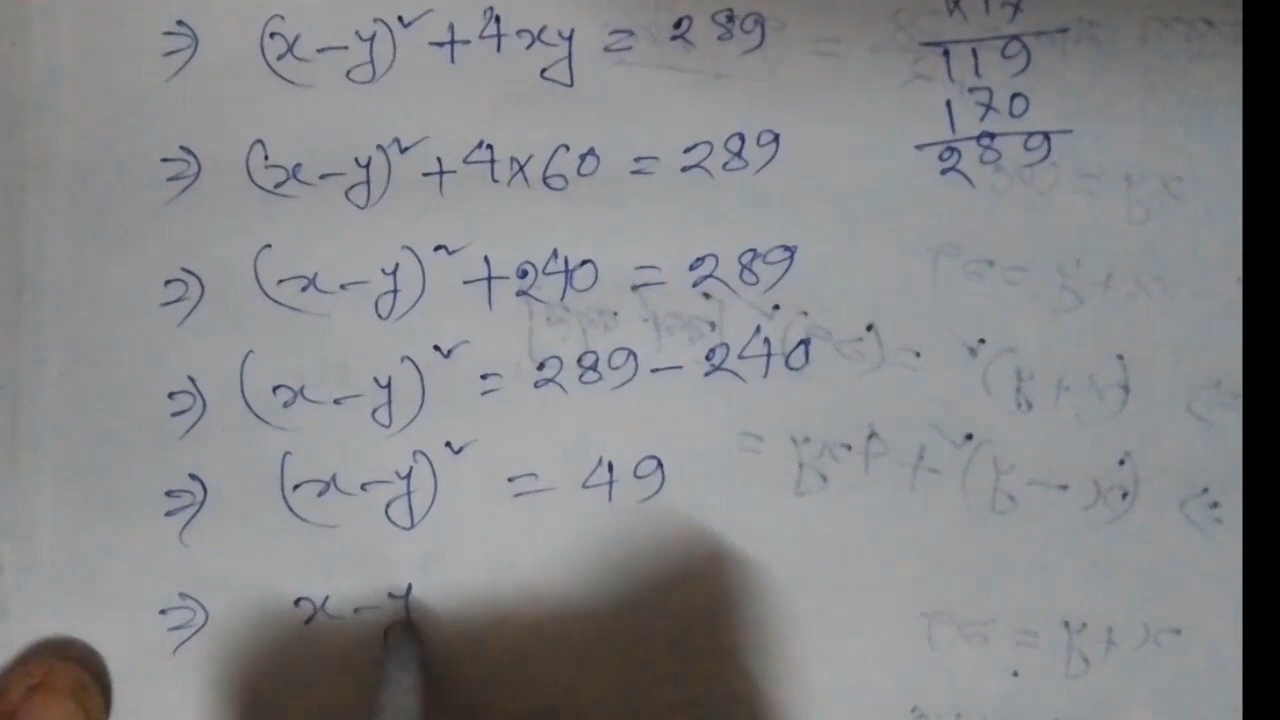 ⇒ (x-y)² + 4xy = 289
⇒ (x-y)² + 4×60 = 289
⇒ (x-y)² + 240 = 289
⇒ (x-y)² = 289 - 240
⇒ (x-y)² = 49
⇒ x-y
119
170
289